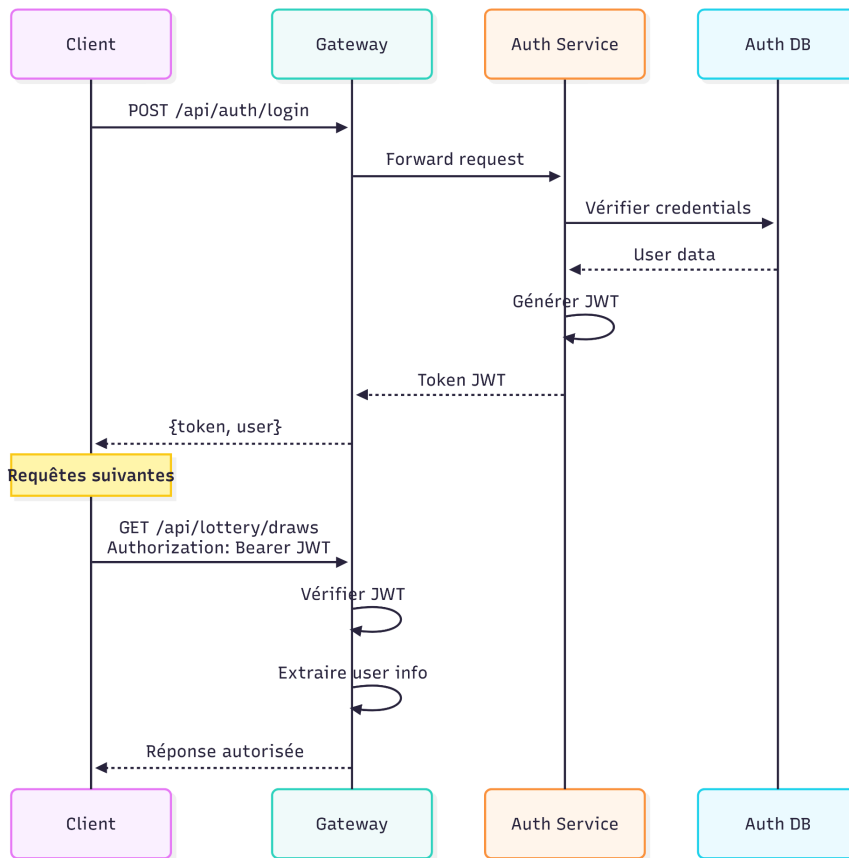 Client
Gateway
Auth Service
Auth DB
POST /api/auth/login
Forward request
Vérifier credentials
User data
Générer JWT
Token JWT
{token, user}
Requêtes suivantes
GET /api/lottery/draws
Authorization: Bearer JWT
Vérifier JWT
Extraire user info
Réponse autorisée
Client
Gateway
Auth Service
Auth DB